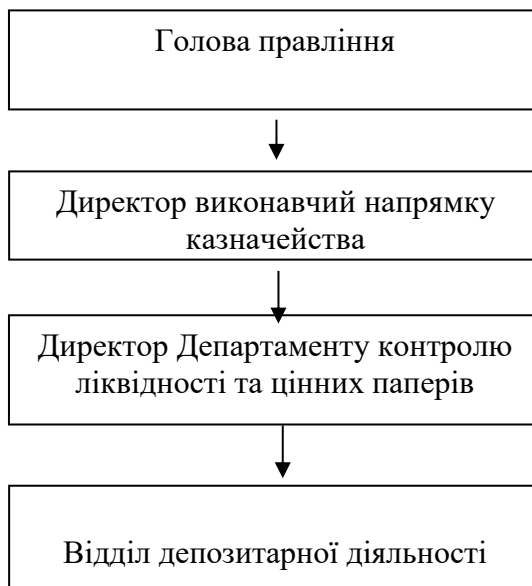 Голова правління
Директор виконавчий напрямку
казначейства
Директор Департаменту контролю
ліквідності та цінних паперів
Відділ депозитарної діяльності